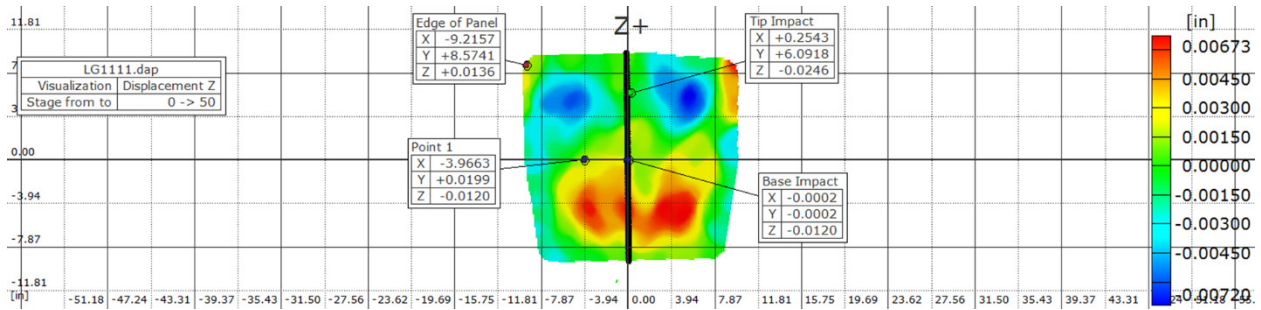 11.81
Z+
[in]
Edge of Panel
X -9.2157
Y +8.5741
Z +0.0136
Tip Impact
X +0.2543
Y +6.0918
Z -0.0246
LG1111.dap
Visualization Displacement Z
Stage from to 0 -> 50
0.00673
0.00450
0.00300
0.00150
0.00000
-0.00150
-0.00300
-0.00450
-0.00720
Point 1
X -3.9663
Y +0.0199
Z -0.0120
Base Impact
X -0.0002
Y -0.0002
Z -0.0120
0.00
-3.94
-7.87
-11.81
[in] -51.18 -47.24 -43.31 -39.37 -35.43 -31.50 -27.56 -23.62 -19.69 -15.75 -11.81 -7.87 -3.94 0.00 3.94 7.87 11.81 15.75 19.69 23.62 27.56 31.50 35.43 39.37 43.31